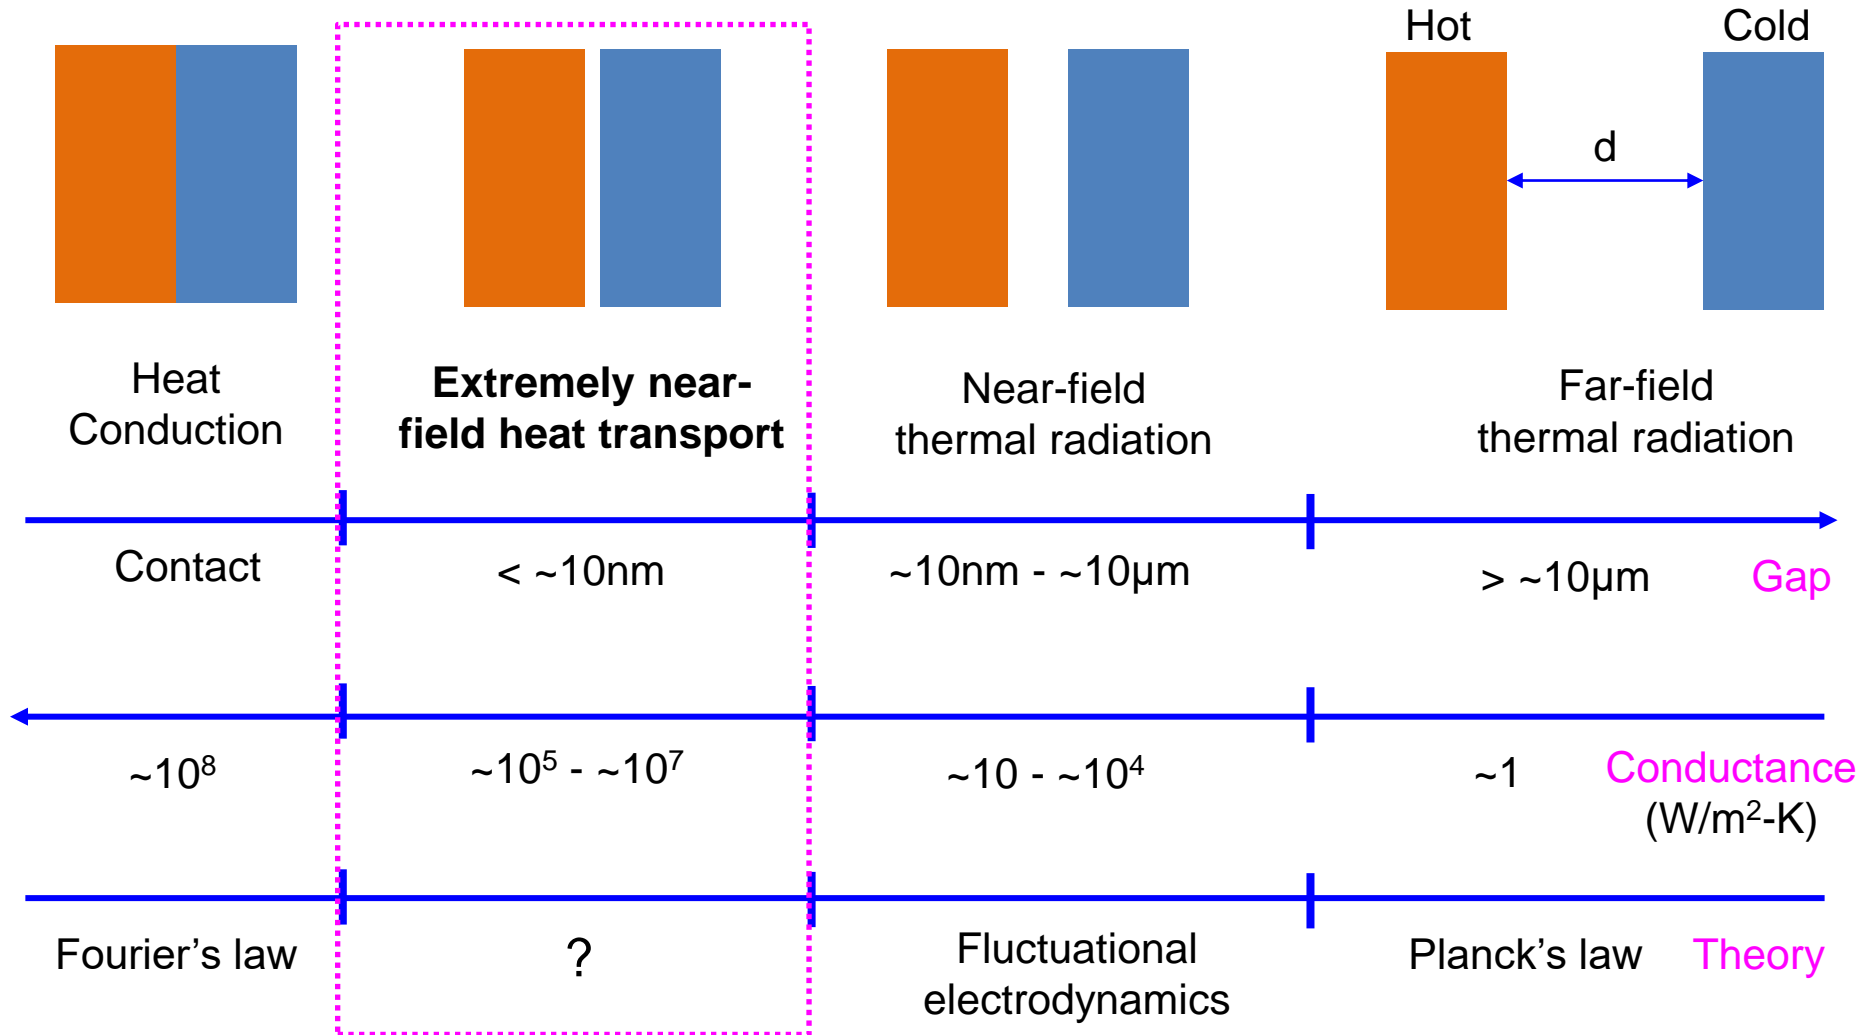 Hot
Cold
d
Heat
Conduction
Extremely near-
field heat transport
Near-field
thermal radiation
Far-field
thermal radiation
Contact
< ~10nm
~10nm - ~10µm
> ~10µm
Gap
~10⁸
~10⁵ - ~10⁷
~10 - ~10⁴
~1
Conductance
(W/m²-K)
Fourier’s law
?
Fluctuational
electrodynamics
Planck’s law
Theory